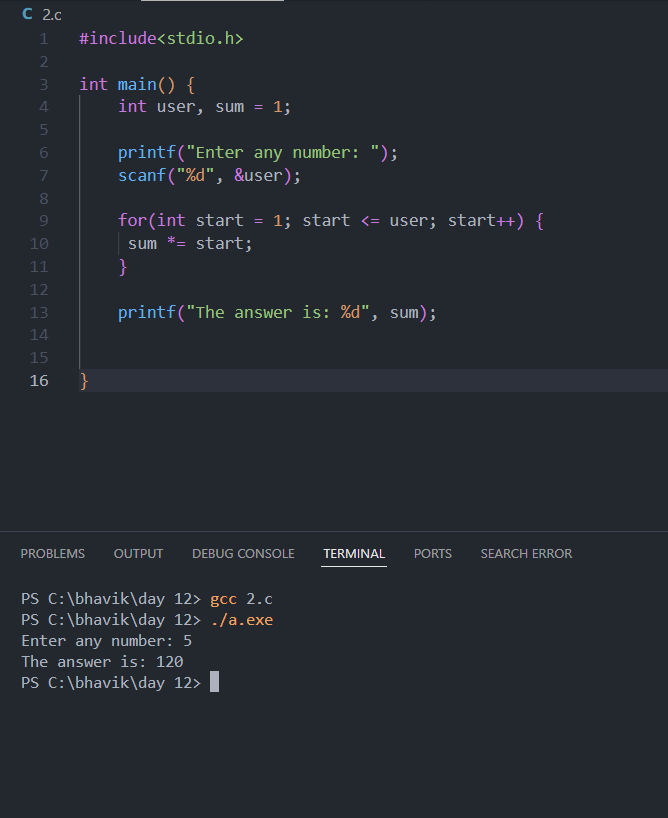 C 2.c
1 #include<stdio.h>
2
3 int main() {
4     int user, sum = 1;
5
6     printf("Enter any number: ");
7     scanf("%d", &user);
8
9     for(int start = 1; start <= user; start++) {
10      sum *= start;
11     }
12
13     printf("The answer is: %d", sum);
14
15
16 }
PROBLEMS OUTPUT DEBUG CONSOLE TERMINAL PORTS SEARCH ERROR
PS C:\bhavik\day 12> gcc 2.c
PS C:\bhavik\day 12> ./a.exe
Enter any number: 5
The answer is: 120
PS C:\bhavik\day 12>